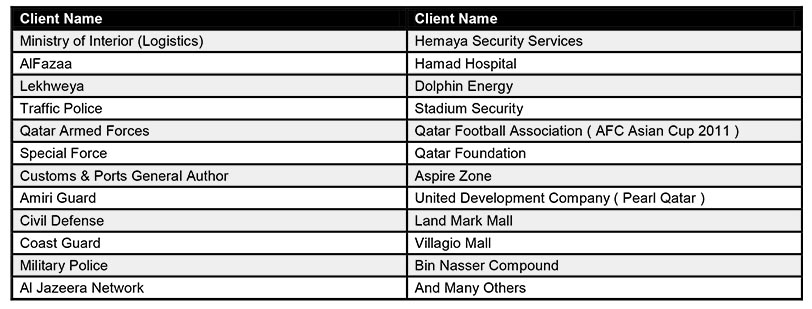 Client Name Client Name
Ministry of Interior (Logistics) Hemaya Security Services
AlFazaa Hamad Hospital
Lekhweya Dolphin Energy
Traffic Police Stadium Security
Qatar Armed Forces Qatar Football Association ( AFC Asian Cup 2011 )
Special Force Qatar Foundation
Customs & Ports General Author Aspire Zone
Amiri Guard United Development Company ( Pearl Qatar )
Civil Defense Land Mark Mall
Coast Guard Villagio Mall
Military Police Bin Nasser Compound
Al Jazeera Network And Many Others